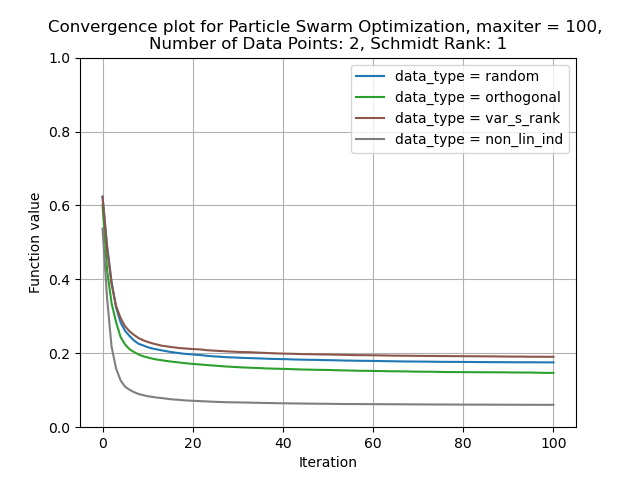 Convergence plot for Particle Swarm Optimization, maxiter = 100,
Number of Data Points: 2, Schmidt Rank: 1
data_type = random
data_type = orthogonal
data_type = var_s_rank
data_type = non_lin_ind
Function value
1.0
0.8
0.6
0.4
0.2
0.0
0 20 40 60 80 100
Iteration